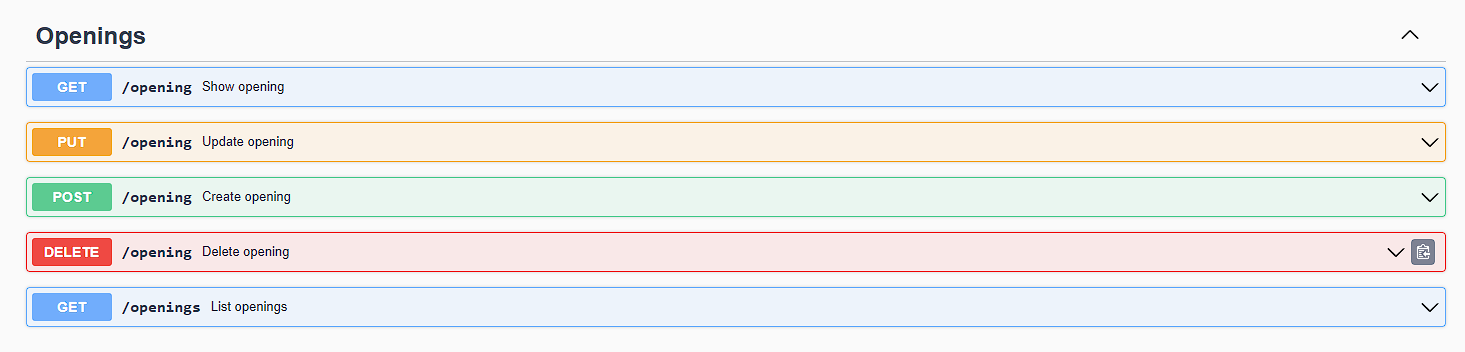 Openings
GET /opening Show opening
PUT /opening Update opening
POST /opening Create opening
DELETE /opening Delete opening
GET /openings List openings